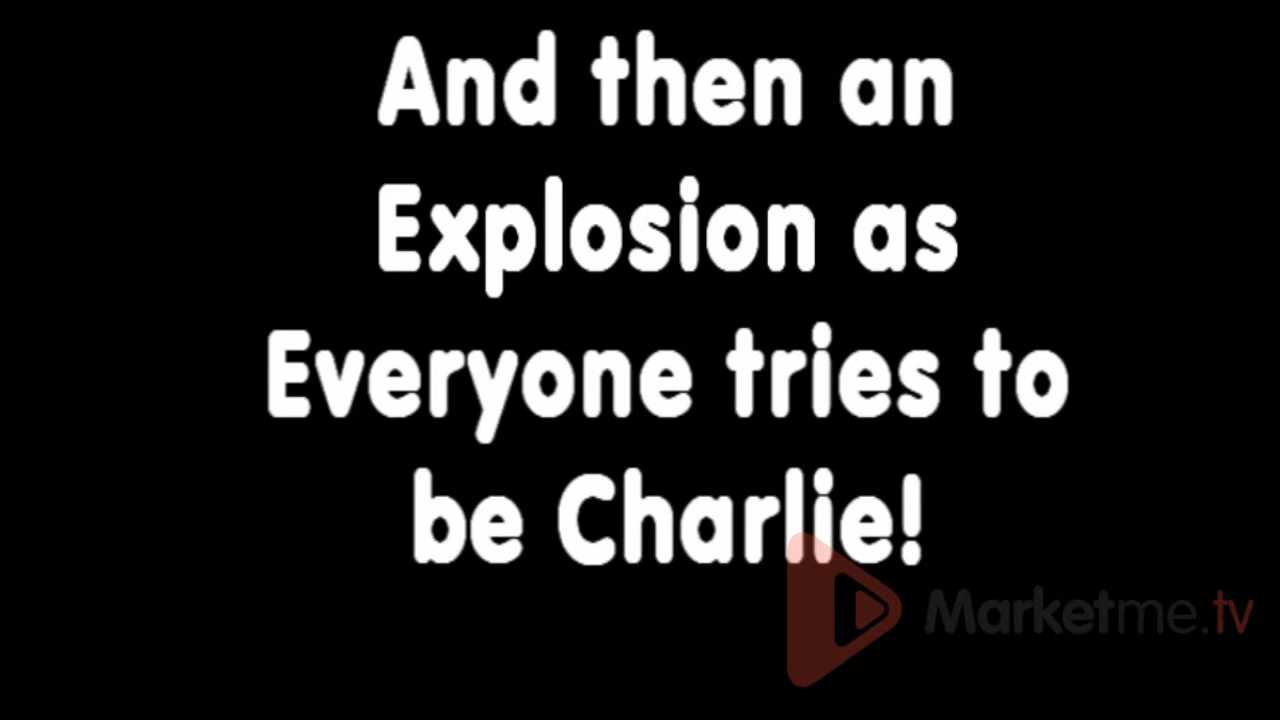 And then an
Explosion as
Everyone tries to
be Charlie!
Marketme.tv